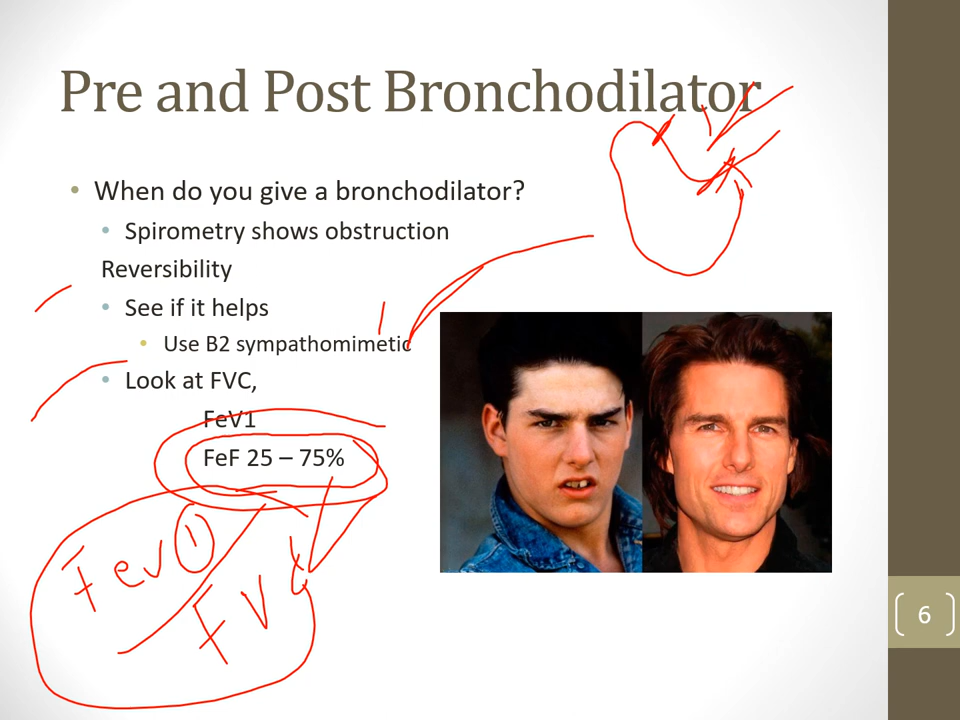 Pre and Post Bronchodilator
• When do you give a bronchodilator?
• Spirometry shows obstruction
Reversibility
• See if it helps
• Use B2 sympathomimetic
• Look at FVC,
FeV1
FeF 25 – 75%
Fev1
FVC
6